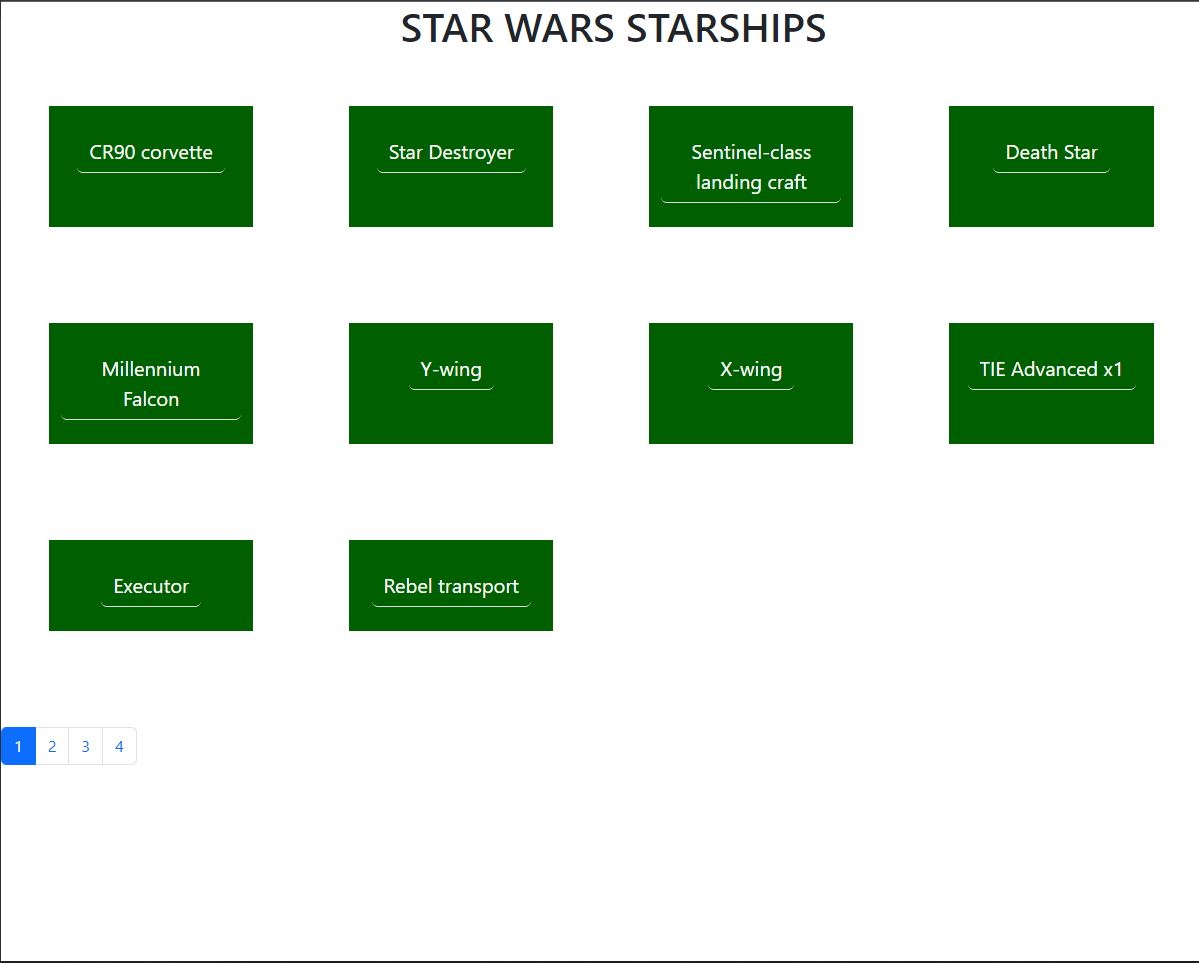 STAR WARS STARSHIPS
CR90 corvette
Star Destroyer
Sentinel-class
landing craft
Death Star
Millennium
Falcon
Y-wing
X-wing
TIE Advanced x1
Executor
Rebel transport
1 2 3 4